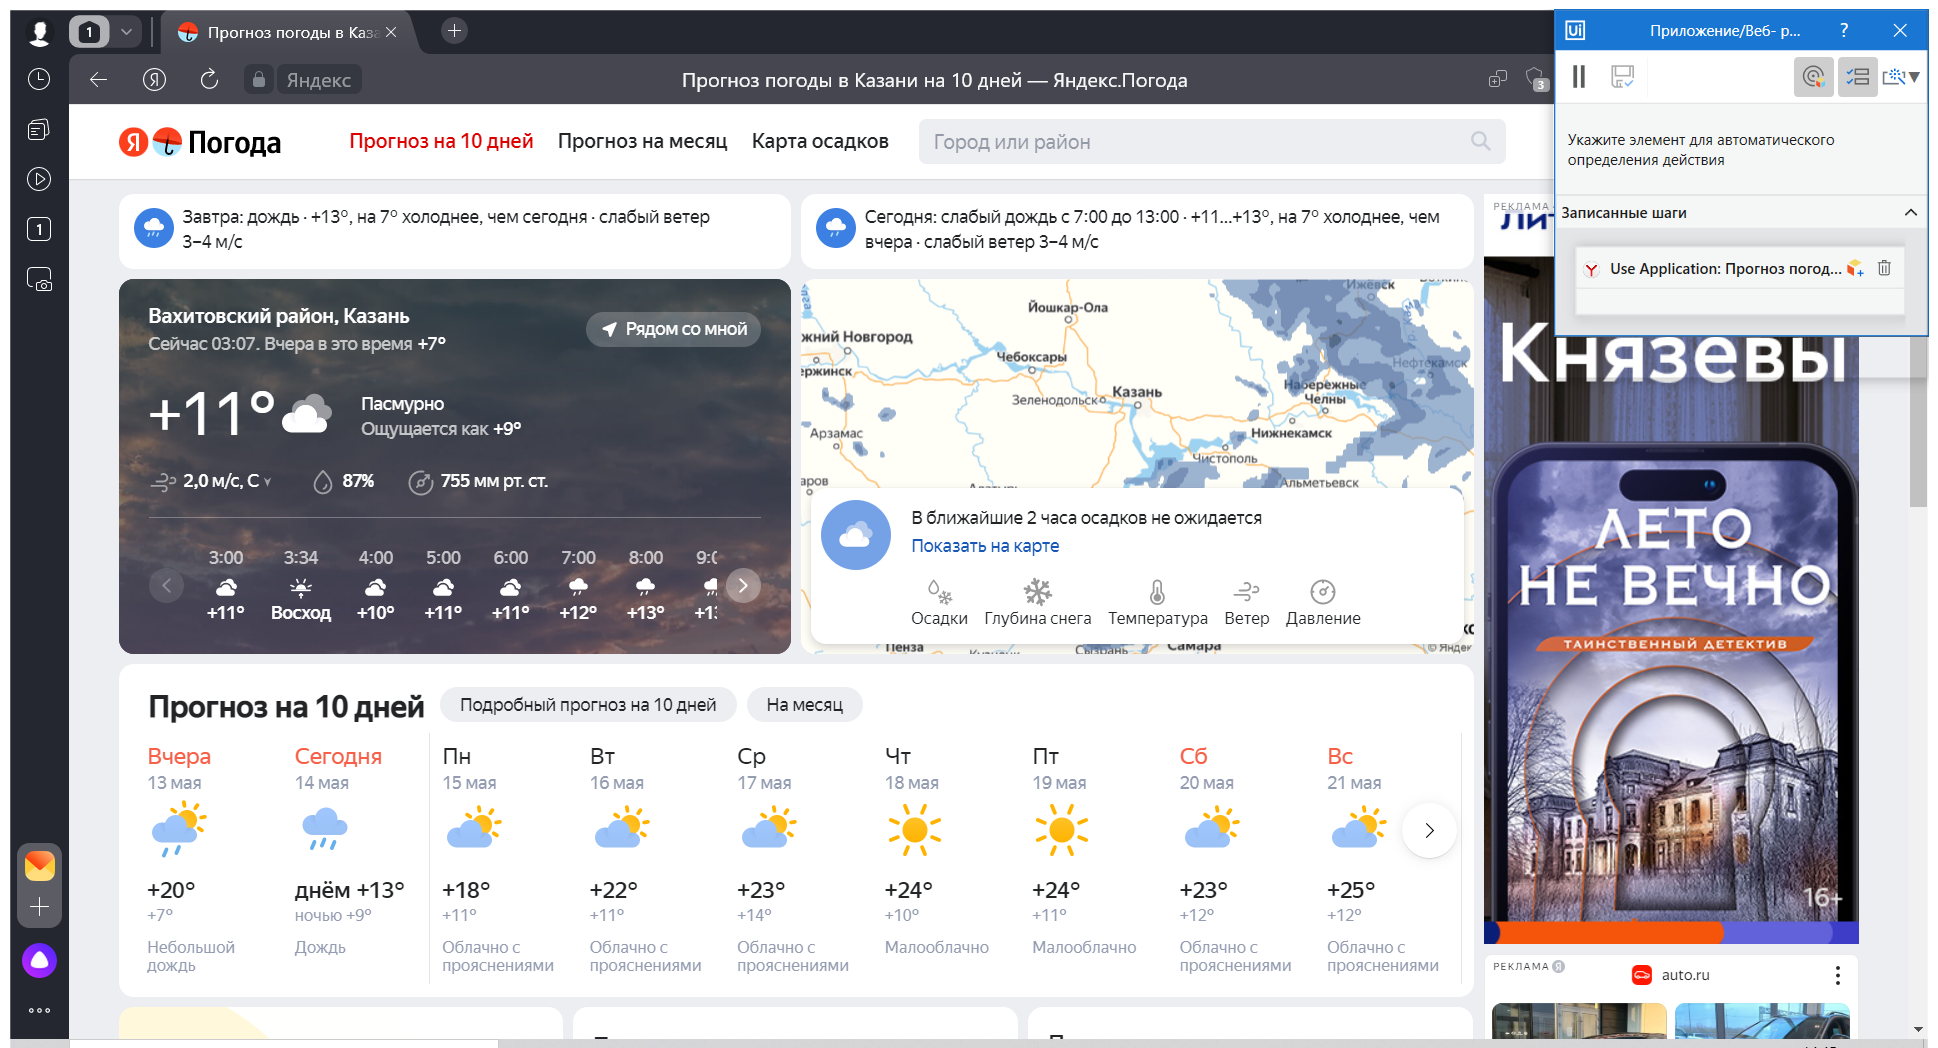 1
Прогноз погоды в Каза
Яндекс
Прогноз погоды в Казани на 10 дней — Яндекс.Погода
3
Приложение/Веб- р...
?
Укажите элемент для автоматического
определения действия
Записанные шаги
Use Application: Прогноз погод...
1
Я Погода
Прогноз на 10 дней
Прогноз на месяц
Карта осадков
Город или район
Завтра: дождь · +13°, на 7° холоднее, чем сегодня · слабый ветер
3–4 м/с
Сегодня: слабый дождь с 7:00 до 13:00 · +11...+13°, на 7° холоднее, чем
вчера · слабый ветер 3–4 м/с
Вахитовский район, Казань
Сейчас 03:07. Вчера в это время +7°
Рядом со мной
+11°
Пасмурно
Ощущается как +9°
2,0 м/с, С
87%
755 мм рт. ст.
3:00 3:34 4:00 5:00 6:00 7:00 8:00
+11° Восход +10° +11° +11° +12° +13°
Ижевск
Йошкар-Ола
жний Новгород
Чебоксары
ержинск
Нефтекамск
Набережные
Челны
Казань
Зеленодольск
Арзамас
Нижнекамск
Чистополь
Альметьевск
аров
В ближайшие 2 часа осадков не ожидается
Показать на карте
Осадки
Глубина снега
Температура
Ветер
Давление
Пенза
Сызрань
Самара
© Яндек
Прогноз на 10 дней
Подробный прогноз на 10 дней
На месяц
Вчера Сегодня Пн Вт Ср Чт Пт Сб Вс
13 мая 14 мая 15 мая 16 мая 17 мая 18 мая 19 мая 20 мая 21 мая
+20° днём +13° +18° +22° +23° +24° +24° +23° +25°
+7° ночью +9° +11° +11° +14° +10° +11° +12° +12°
Небольшой Дождь Облачно с Облачно с Облачно с Малооблачно Малооблачно Облачно с Облачно с
дождь прояснениями прояснениями прояснениями прояснениями прояснениями
РЕКЛАМА
Князевы
ЛЕТО
НЕ ВЕЧНО
ТАИНСТВЕННЫЙ ДЕТЕКТИВ
16+
РЕКЛАМА Я
auto.ru